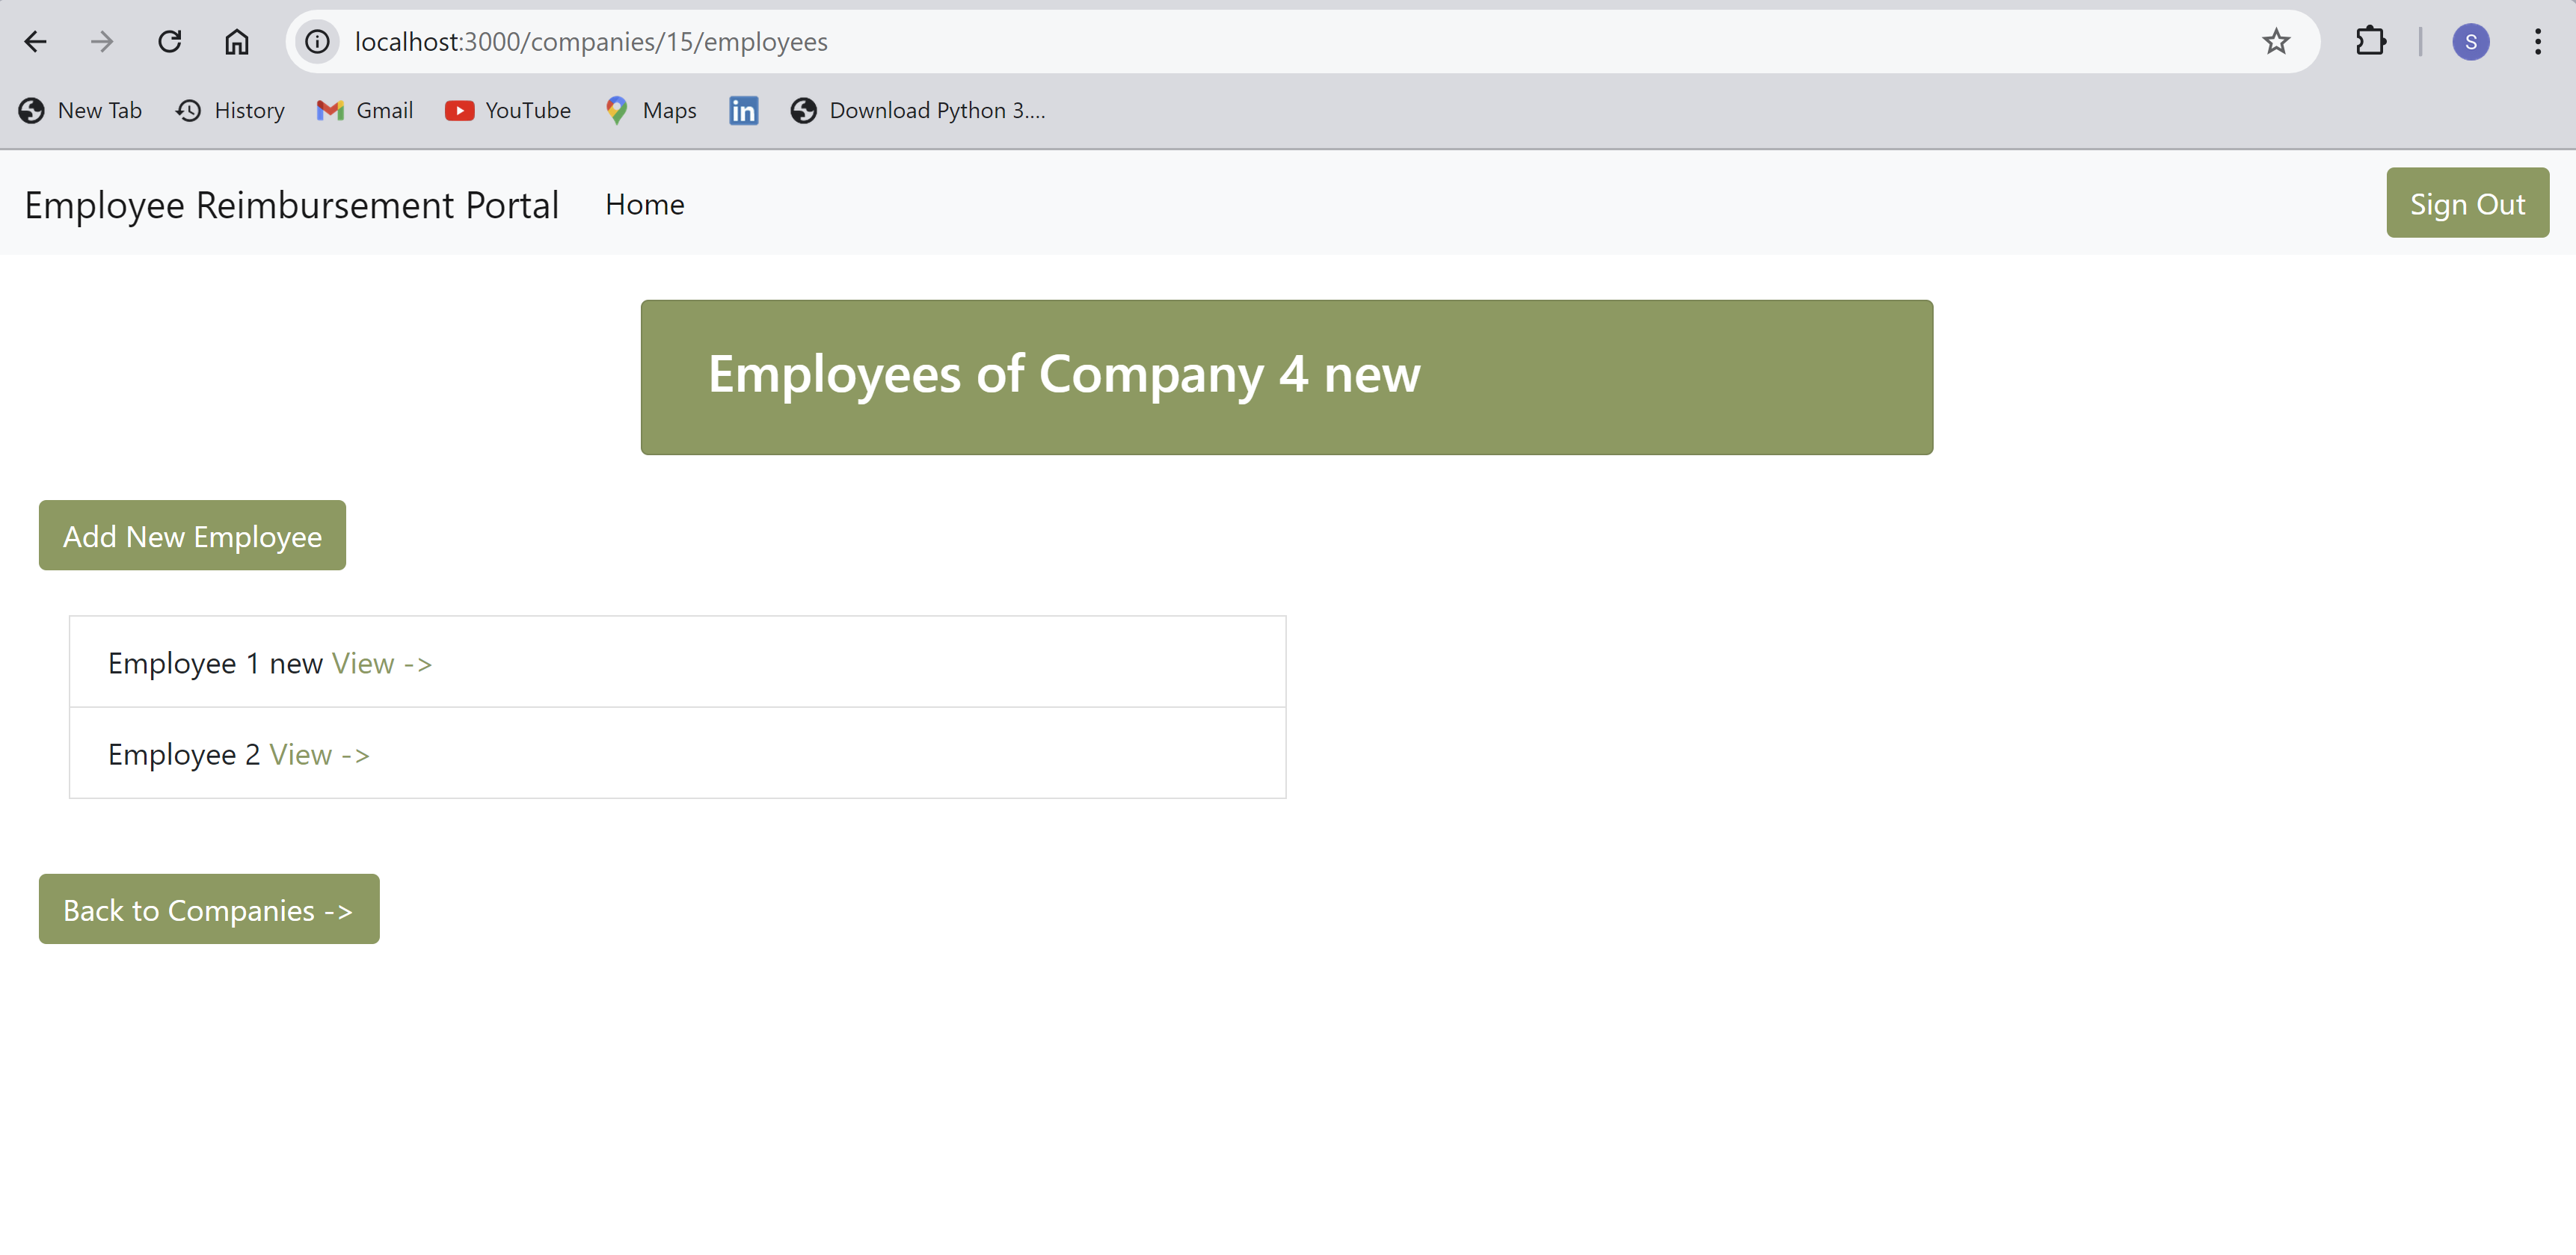 localhost:3000/companies/15/employees
S
New Tab History Gmail YouTube Maps in Download Python 3....
Employee Reimbursement Portal Home Sign Out
Employees of Company 4 new
Add New Employee
Employee 1 new View ->
Employee 2 View ->
Back to Companies ->